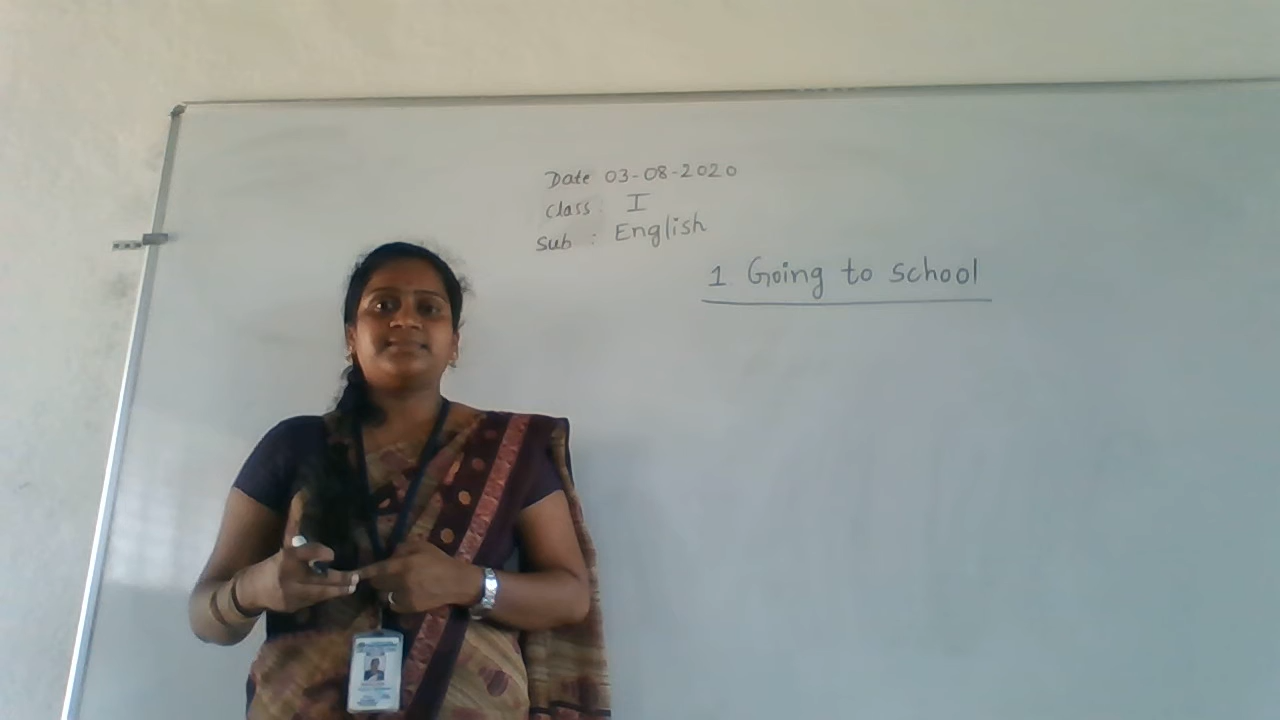 Date 03-08-2020
Class : I
Sub : English
1 Going to school